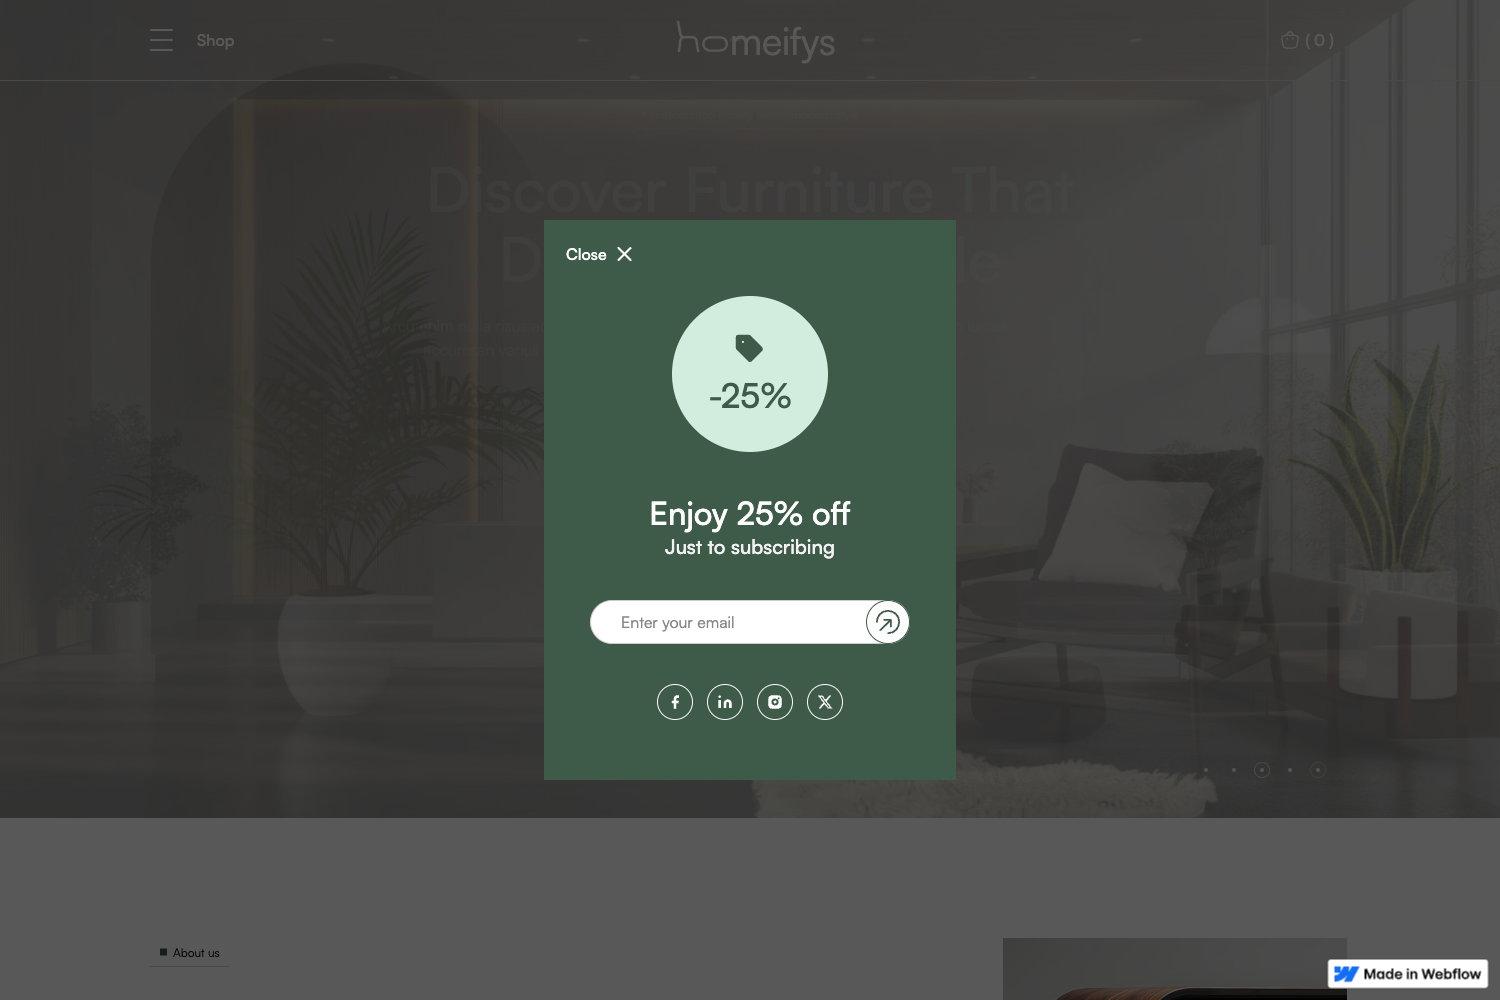 Shop
homeifys
( 0 )
Discover Furniture That
D le
Close
-25%
Enjoy 25% off
Just to subscribing
Enter your email
About us
Made in Webflow